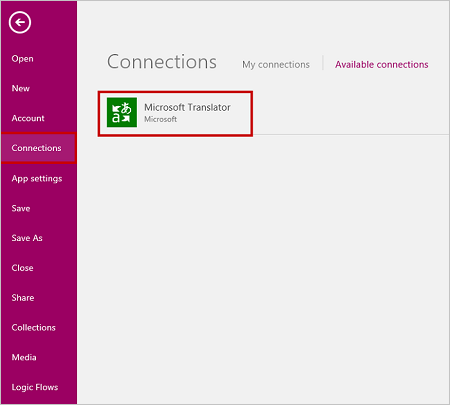 Open
New
Account
Connections
App settings
Save
Save As
Close
Share
Collections
Media
Logic Flows
Connections My connections Available connections
あ
a
Microsoft Translator
Microsoft